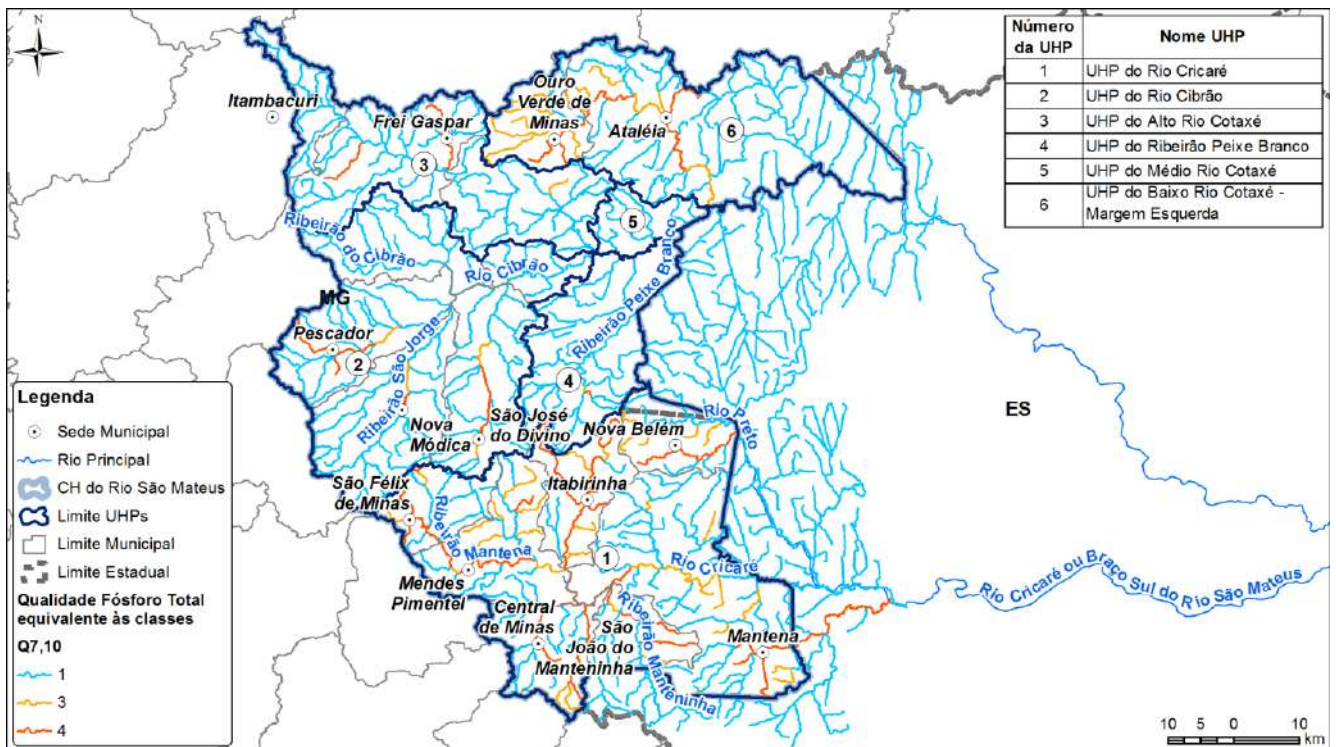 N
Número da UHP
Nome UHP
1
UHP do Rio Cricaré
2
UHP do Rio Cibrão
3
UHP do Alto Rio Cotaxé
4
UHP do Ribeirão Peixe Branco
5
UHP do Médio Rio Cotaxé
6
UHP do Baixo Rio Cotaxé -
Margem Esquerda
Itambacuri
Frei Gaspar
3
Ouro
Verde de
Minas
Ataléia
6
5
Ribeirão do Cibrão
Rio Cibrão
Ribeirão Peixe Branco
MG
Pescador
2
Ribeirão São Jorge
4
Nova
Módica
São José
do Divino
Nova Belém
Rio Preto
ES
São Félix
de Minas
Itabirinha
Ribeirão Mantena
1
Rio Cricaré
Mendes
Pimentel
Central
de Minas
São
João do
Manteninha
Ribeirão Manteninha
Mantena
Rio Cricaré ou Braço Sul do Rio São Mateus
Legenda
Sede Municipal
Rio Principal
CH do Rio São Mateus
Limite UHPs
Limite Municipal
Limite Estadual
Qualidade Fósforo Total
equivalente às classes
Q7,10
1
3
4
10 5 0 10
km